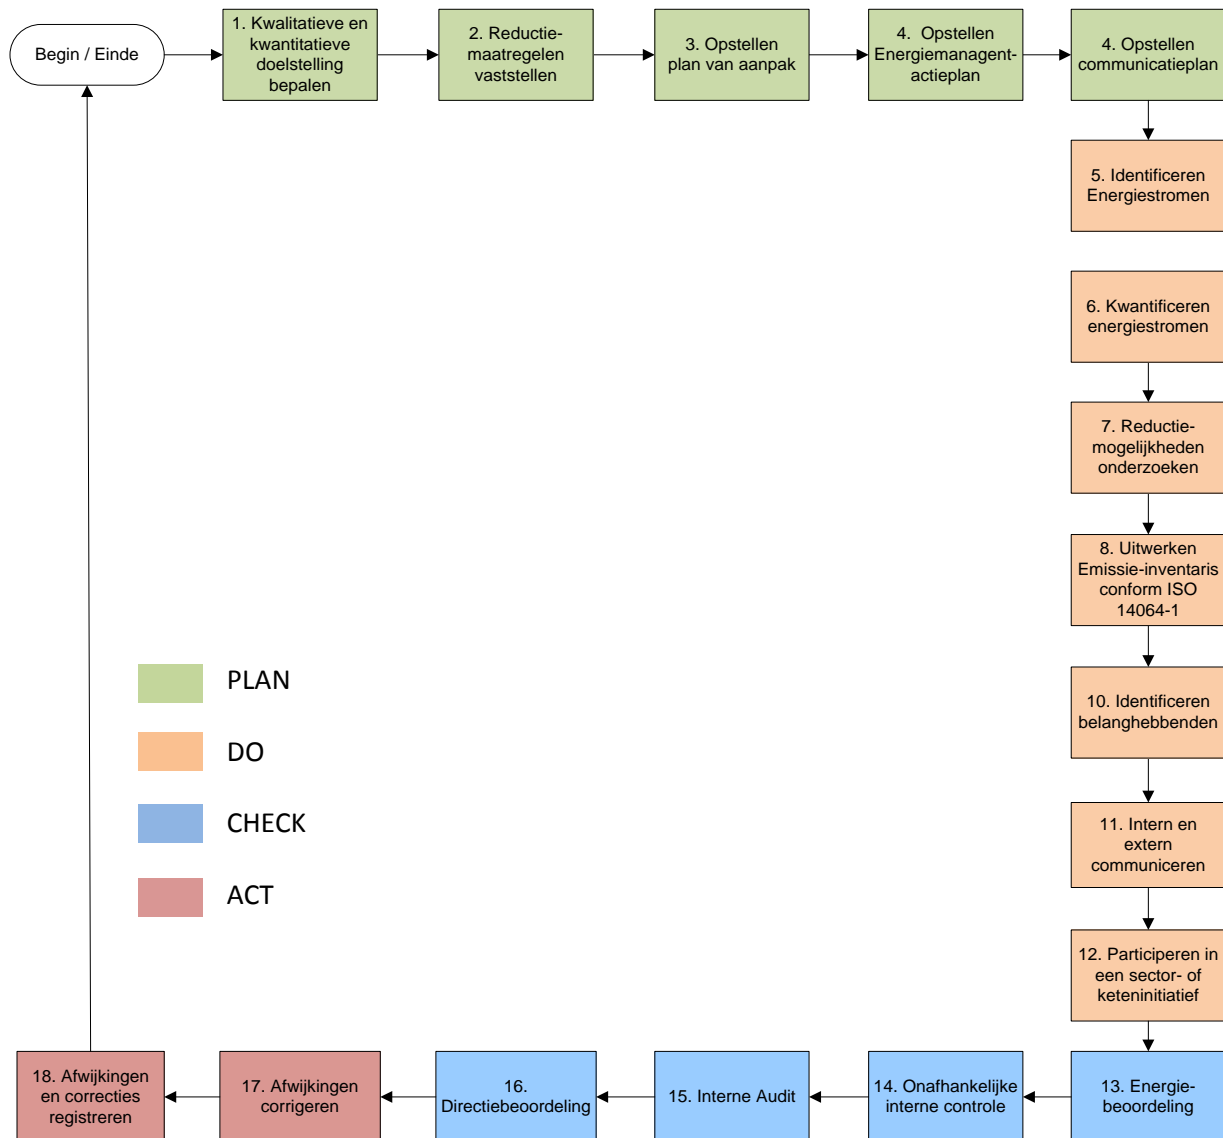 Begin / Einde
1. Kwalitatieve en
kwantitatieve
doelstelling
bepalen
2. Reductie-
maatregelen
vaststellen
3. Opstellen
plan van aanpak
4. Opstellen
Energiemanagent-
actieplan
4. Opstellen
communicatieplan
5. Identificeren
Energiestromen
6. Kwantificeren
energiestromen
7. Reductie-
mogelijkheden
onderzoeken
8. Uitwerken
Emissie-inventaris
conform ISO
14064-1
10. Identificeren
belanghebbenden
11. Intern en
extern
communiceren
12. Participeren in
een sector- of
keteninitiatief
PLAN
DO
CHECK
ACT
18. Afwijkingen
en correcties
registreren
17. Afwijkingen
corrigeren
16.
Directiebeoordeling
15. Interne Audit
14. Onafhankelijke
interne controle
13. Energie-
beoordeling